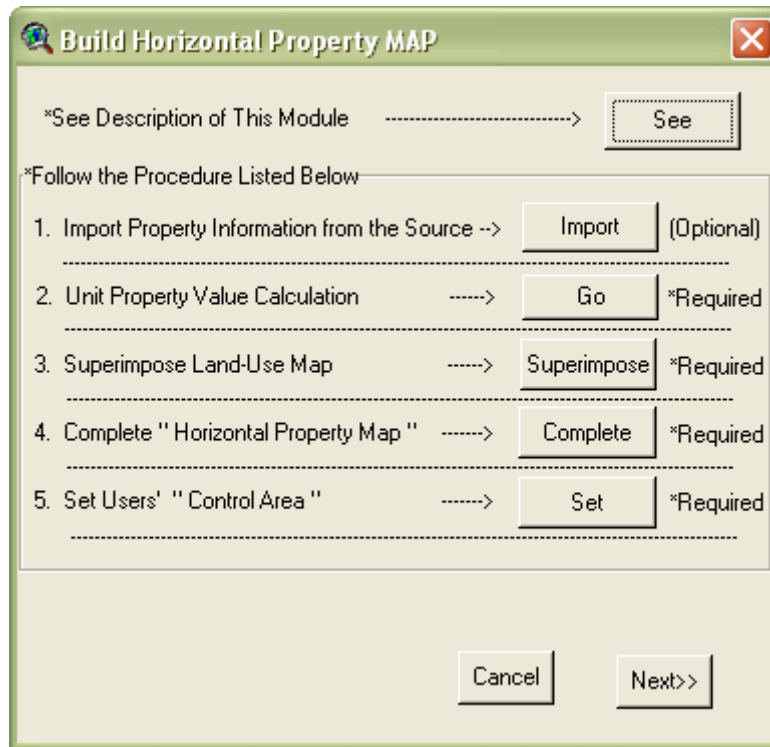 Build Horizontal Property MAP
*See Description of This Module -----------------------------> See
*Follow the Procedure Listed Below
1. Import Property Information from the Source --> Import (Optional)
2. Unit Property Value Calculation ------> Go *Required
3. Superimpose Land-Use Map ------> Superimpose *Required
4. Complete " Horizontal Property Map " -------> Complete *Required
5. Set Users' " Control Area " -------> Set *Required
Cancel Next>>